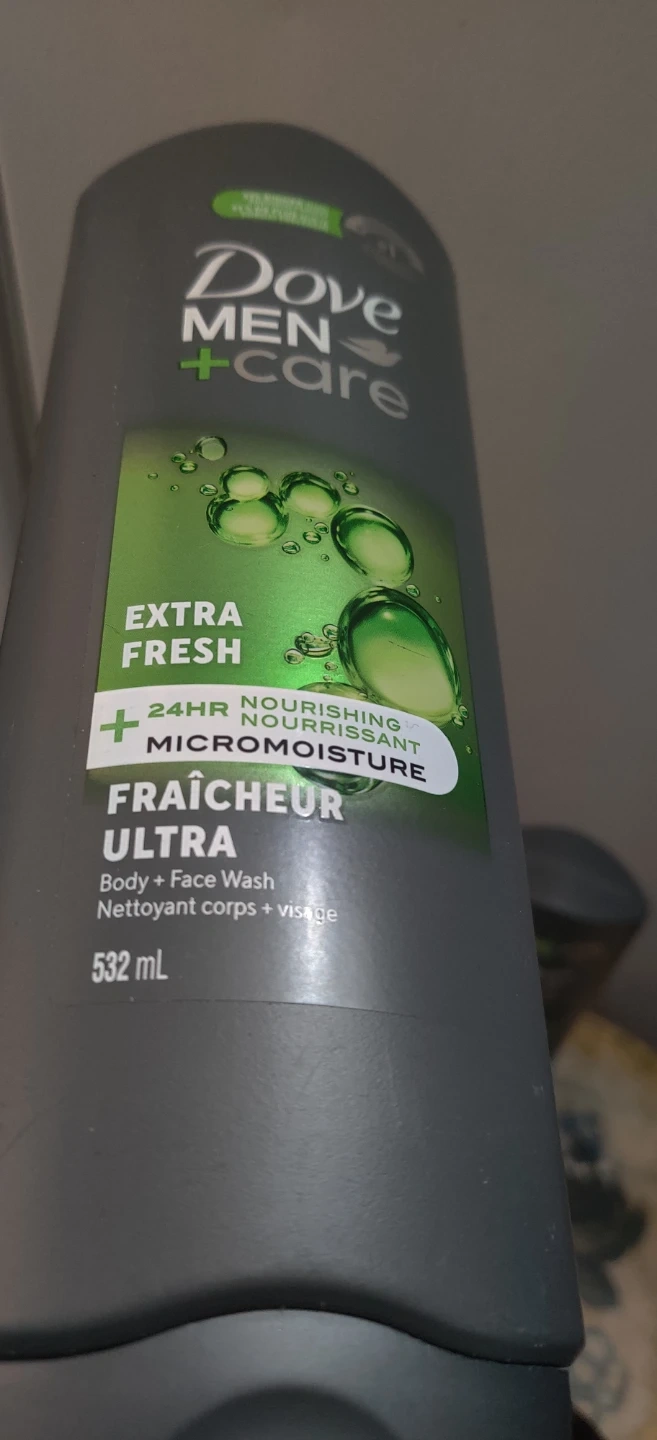 Dove
MEN
+care
EXTRA
FRESH
+ 24HR NOURISHING
NOURRISSANT
MICROMOISTURE
FRAÎCHEUR
ULTRA
Body + Face Wash
Nettoyant corps + visage
532 mL